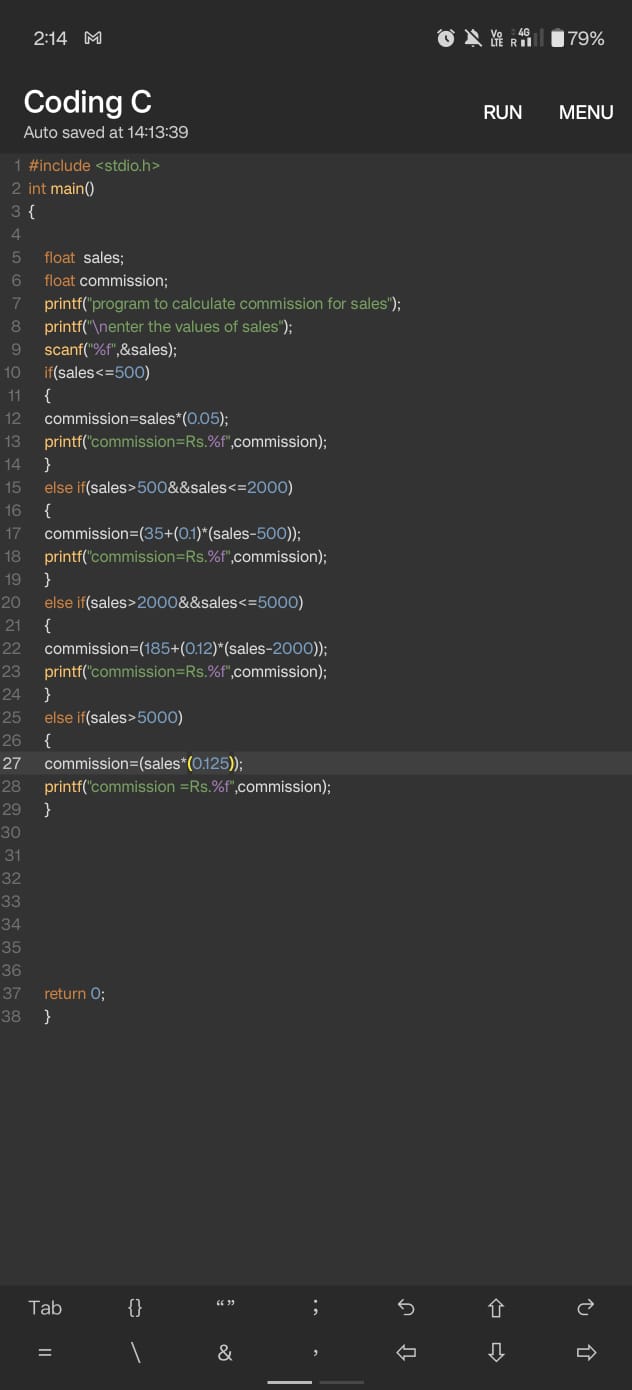 2:14 79%
VoLTE R 4G
Coding C
RUN MENU
Auto saved at 14:13:39
1 #include <stdio.h>
2 int main()
3 {
4
5 float  sales;
6 float commission;
7 printf("program to calculate commission for sales");
8 printf("\nenter the values of sales");
9 scanf("%f",&sales);
10 if(sales<=500)
11 {
12 commission=sales*(0.05);
13 printf("commission=Rs.%f",commission);
14 }
15 else if(sales>500&&sales<=2000)
16 {
17 commission=(35+(0.1)*(sales-500));
18 printf("commission=Rs.%f",commission);
19 }
20 else if(sales>2000&&sales<=5000)
21 {
22 commission=(185+(0.12)*(sales-2000));
23 printf("commission=Rs.%f",commission);
24 }
25 else if(sales>5000)
26 {
27 commission=(sales*(0.125));
28 printf("commission =Rs.%f",commission);
29 }
30
31
32
33
34
35
36
37 return 0;
38 }
Tab {} “” ;
= \ & ,